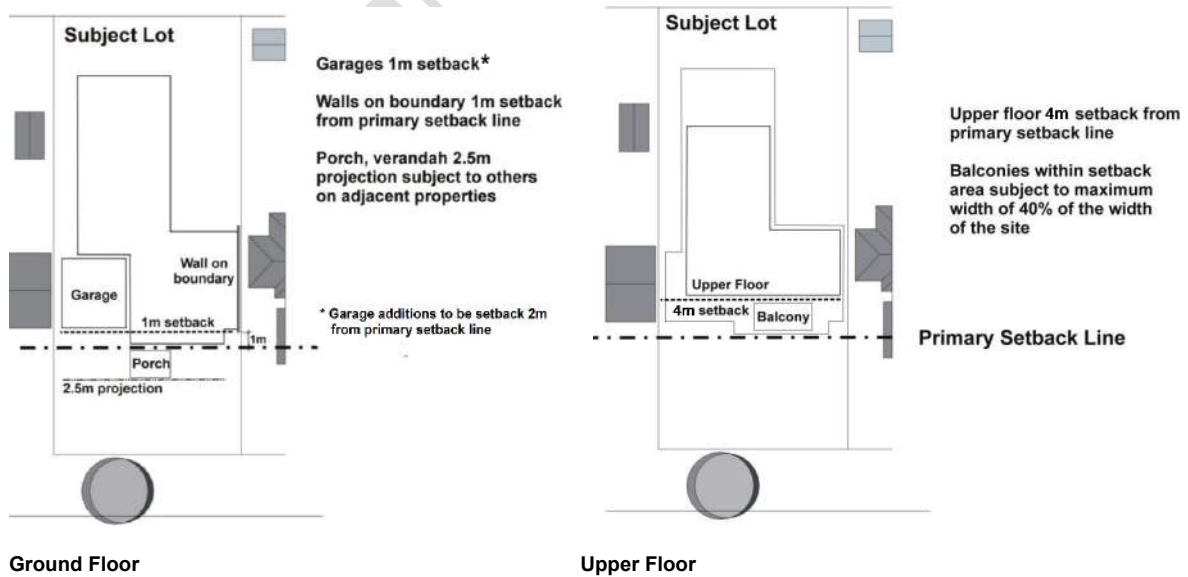 Subject Lot
Garages 1m setback*
Walls on boundary 1m setback
from primary setback line
Porch, verandah 2.5m
projection subject to others
on adjacent properties
Wall on
boundary
Garage
1m setback
1m
* Garage additions to be setback 2m
from primary setback line
Porch
2.5m projection
Ground Floor
Subject Lot
Upper floor 4m setback from
primary setback line
Balconies within setback
area subject to maximum
width of 40% of the width
of the site
Upper Floor
4m setback
Balcony
Primary Setback Line
Upper Floor